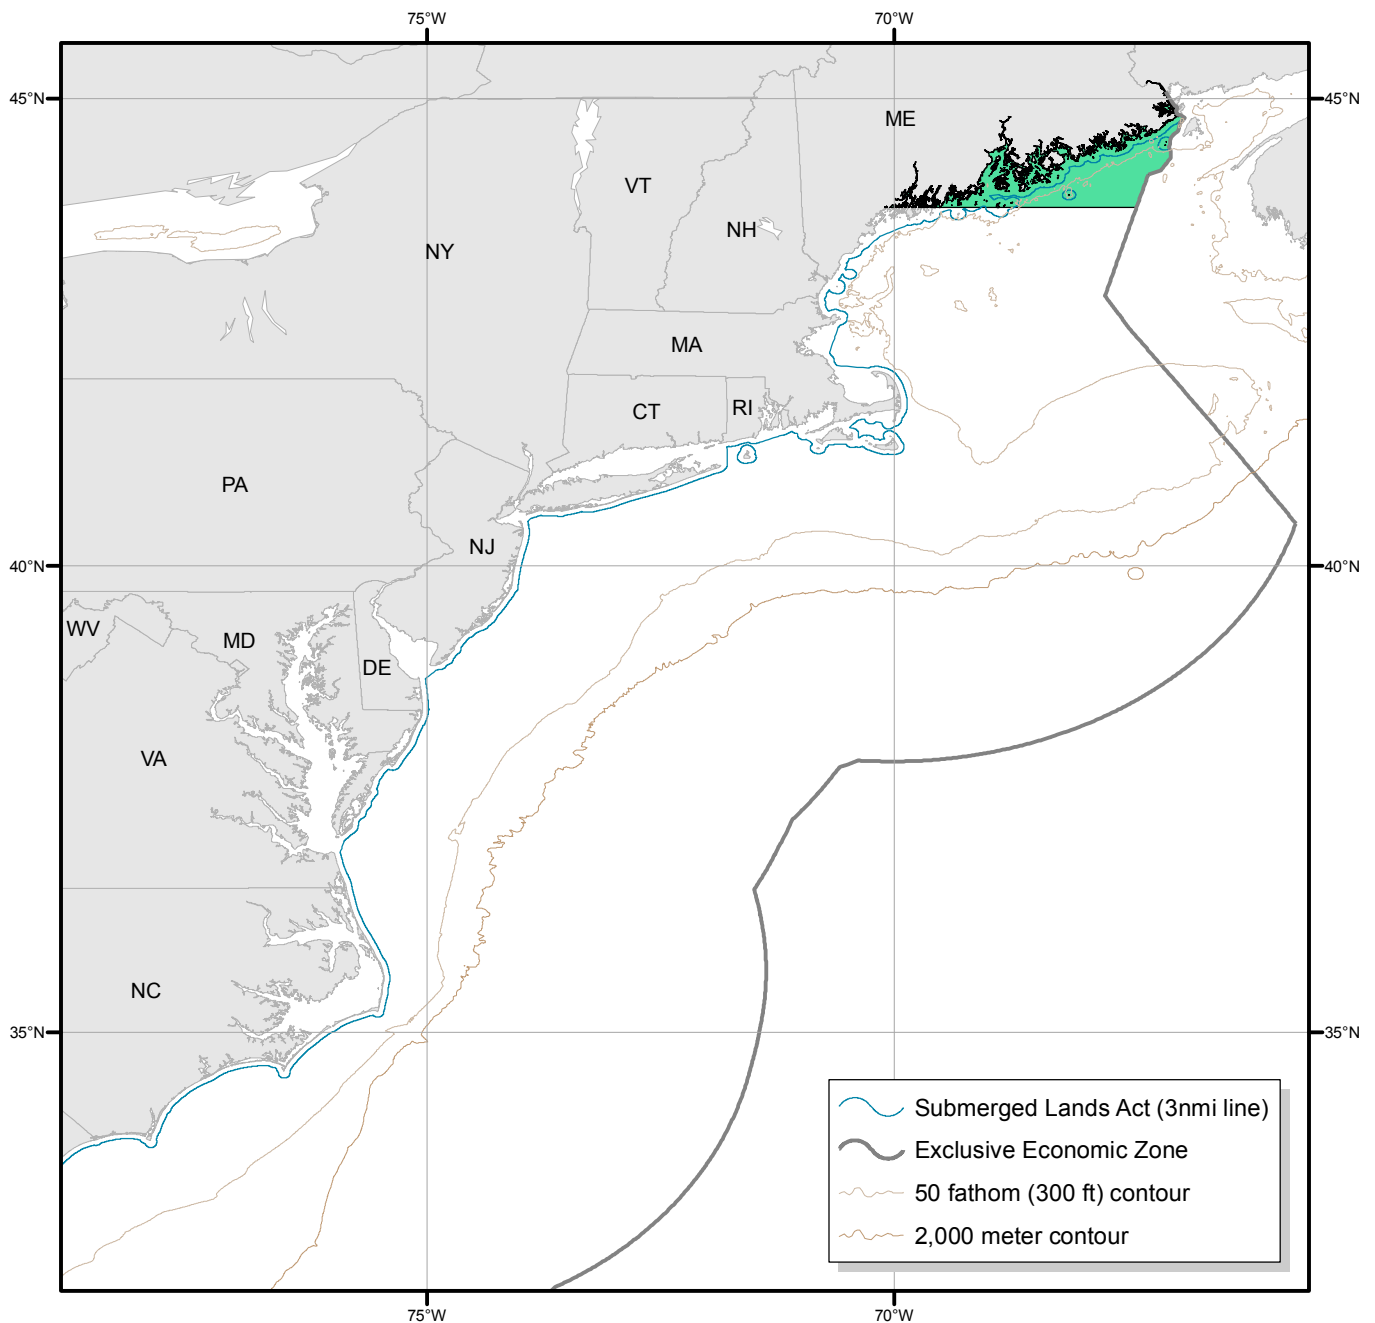 75°W 70°W
45°N 45°N
ME
VT
NH
NY
MA
CT RI
PA
NJ
40°N 40°N
WV
MD
DE
VA
NC
35°N 35°N
Submerged Lands Act (3nmi line)
Exclusive Economic Zone
50 fathom (300 ft) contour
2,000 meter contour
75°W 70°W